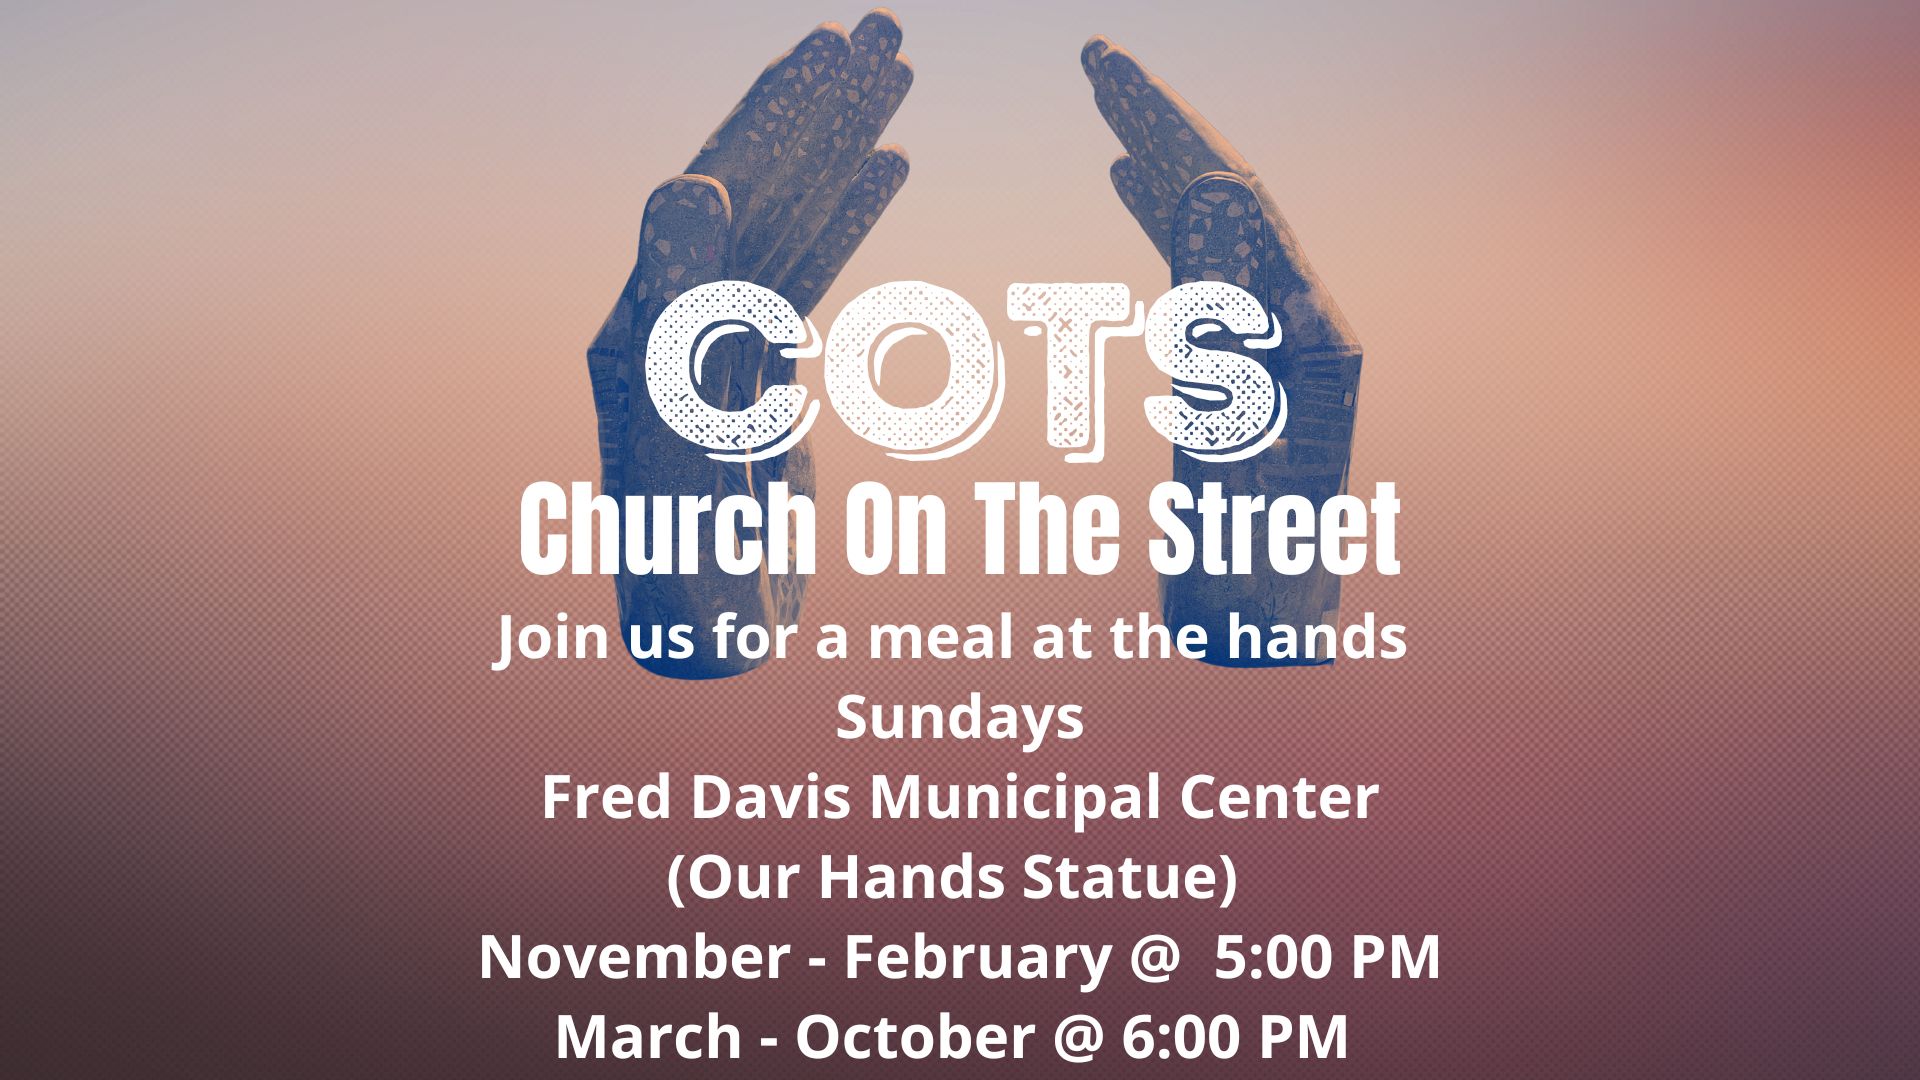 COTS
Church On The Street
Join us for a meal at the hands
Sundays
Fred Davis Municipal Center
(Our Hands Statue)
November - February @  5:00 PM
March - October @ 6:00 PM